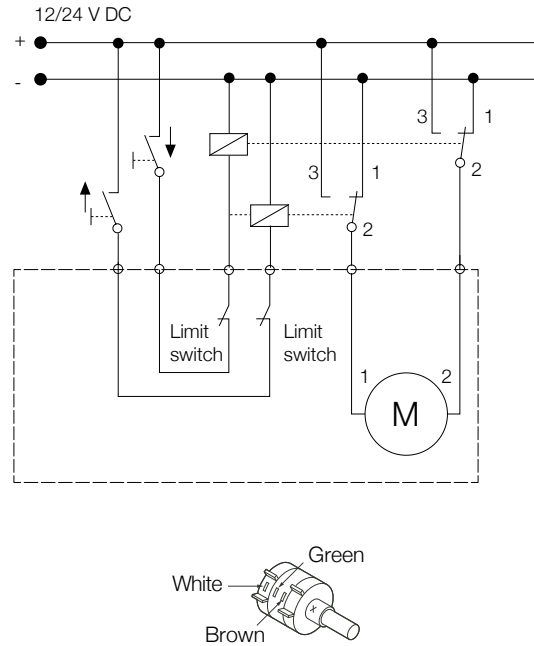 12/24 V DC
+
-
3
1
2
3
1
2
Limit
switch
Limit
switch
1
2
M
Green
White
Brown
x